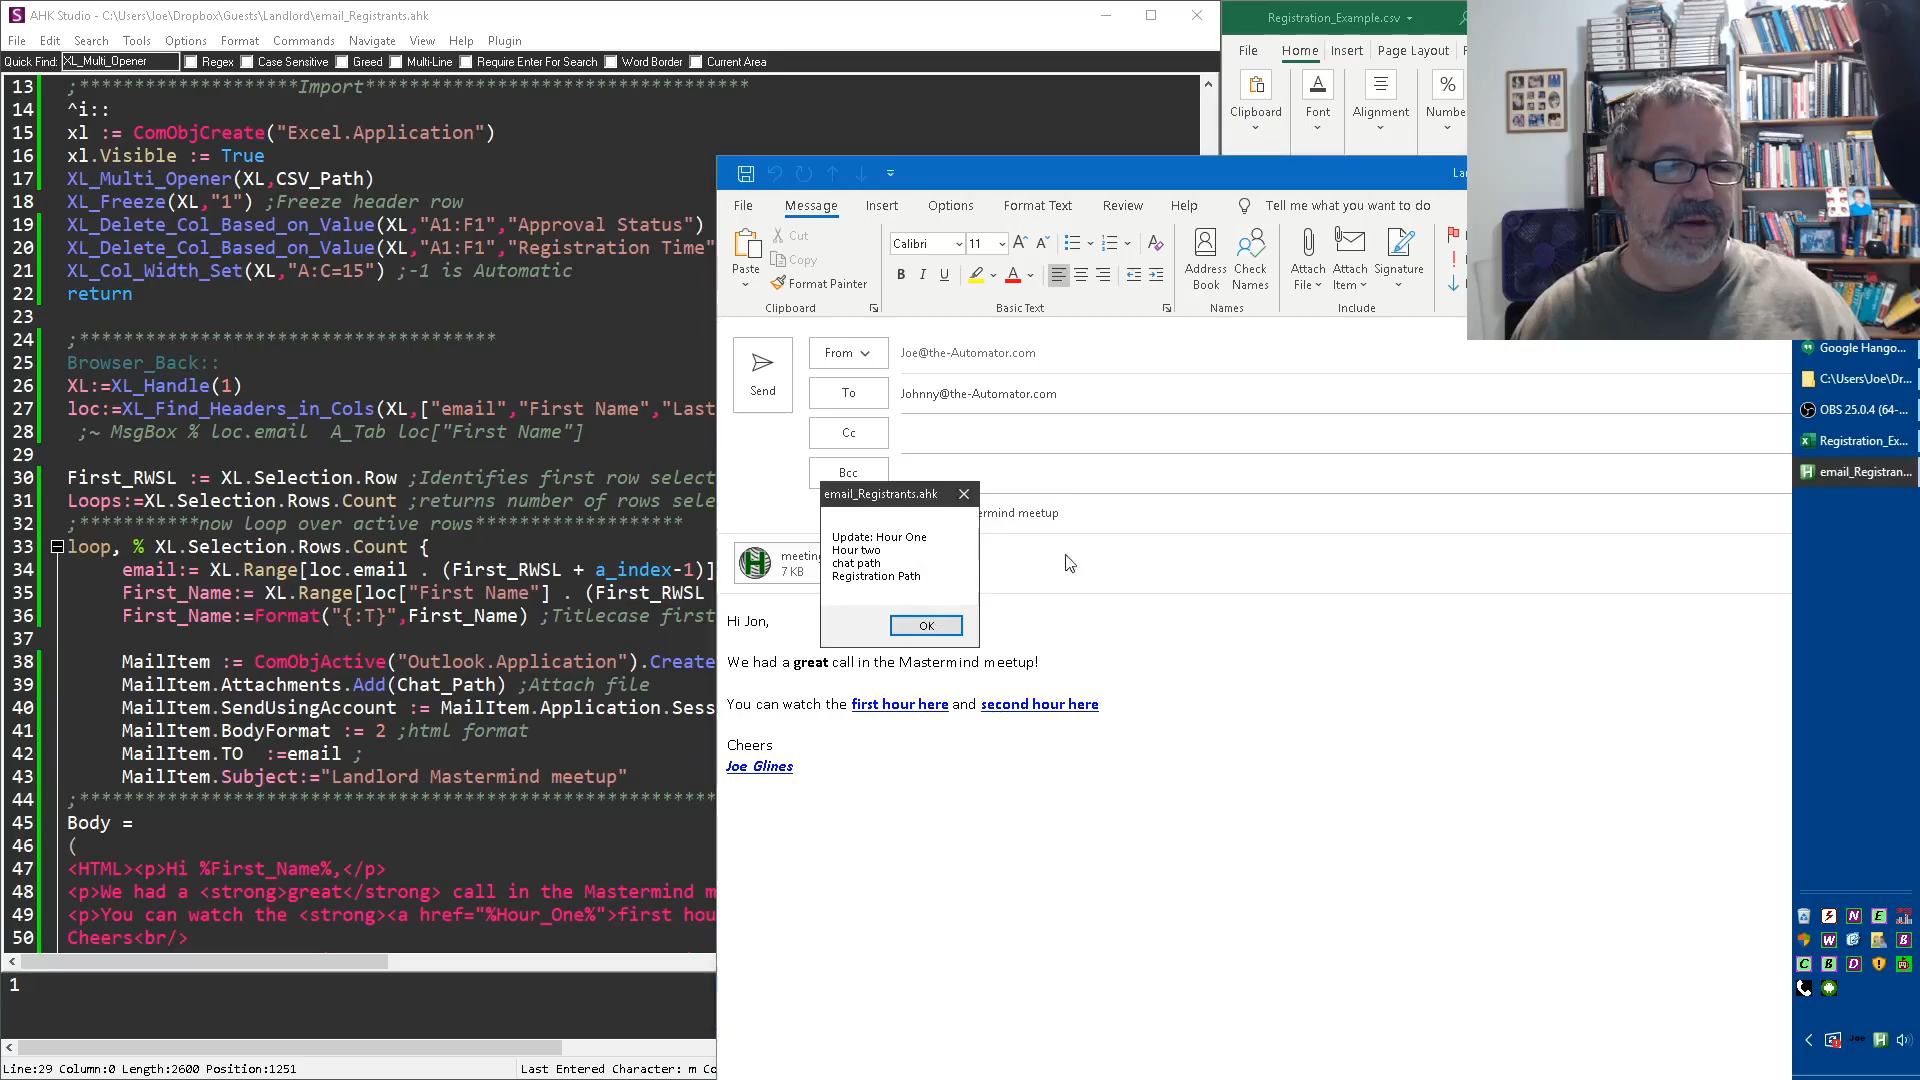 AHK Studio - C:\Users\Joe\Dropbox\Guests\Landlord\email_Registrants.ahk
File Edit Search Tools Options Format Commands Navigate View Help Plugin
Quick Find: XL_Multi_Opener Regex Case Sensitive Greed Multi-Line Require Enter For Search Word Border Current Area
13 ;********************Import***********************************
14 ^i::
15 xl := ComObjCreate("Excel.Application")
16 xl.Visible := True
17 XL_Multi_Opener(XL,CSV_Path)
18 XL_Freeze(XL,"1") ;Freeze header row
19 XL_Delete_Col_Based_on_Value(XL,"A1:F1","Approval Status")
20 XL_Delete_Col_Based_on_Value(XL,"A1:F1","Registration Time"
21 XL_Col_Width_Set(XL,"A:C=15") ;-1 is Automatic
22 return
23
24 ;**************************************
25 Browser_Back::
26 XL:=XL_Handle(1)
27 loc:=XL_Find_Headers_in_Cols(XL,["email","First Name","Last
28 ;~ MsgBox % loc.email A_Tab loc["First Name"]
29
30 First_RWSL := XL.Selection.Row ;Identifies first row select
31 Loops:=XL.Selection.Rows.Count ;returns number of rows sele
32 ;***********now loop over active rows*******************
33 loop, % XL.Selection.Rows.Count {
34 email:= XL.Range[loc.email . (First_RWSL + a_index-1)]
35 First_Name:= XL.Range[loc["First Name"] . (First_RWSL
36 First_Name:=Format("{:T}",First_Name) ;Titlecase first
37
38 MailItem := ComObjActive("Outlook.Application").Create
39 MailItem.Attachments.Add(Chat_Path) ;Attach file
40 MailItem.SendUsingAccount := MailItem.Application.Sess
41 MailItem.BodyFormat := 2 ;html format
42 MailItem.TO :=email ;
43 MailItem.Subject:="Landlord Mastermind meetup"
44 ;**********************************************************
45 Body =
46 (
47 <HTML><p>Hi %First_Name%,</p>
48 <p>We had a <strong>great</strong> call in the Mastermind m
49 <p>You can watch the <strong><a href="%Hour_One%">first hou
50 Cheers<br/>
1
Line:29 Column:0 Length:2600 Position:1251 Last Entered Character: m Co
Registration_Example.csv
File Home Insert Page Layout F
Clipboard Font Alignment Number
%
La
File Message Insert Options Format Text Review Help Tell me what you want to do
Paste Cut Copy Format Painter
Calibri 11
B I U
Address Book Check Names Attach File Attach Item Signature
Clipboard Basic Text Names Include
Send
From Joe@the-Automator.com
To Johnny@the-Automator.com
Cc
Bcc
ermind meetup
meeting
7 KB
email_Registrants.ahk
Update: Hour One
Hour two
chat path
Registration Path
OK
Hi Jon,
We had a great call in the Mastermind meetup!
You can watch the first hour here and second hour here
Cheers
Joe Glines
Google Hango...
C:\Users\Joe\Dr...
OBS 25.0.4 (64-...
Registration_Ex...
email_Registran...
Joe